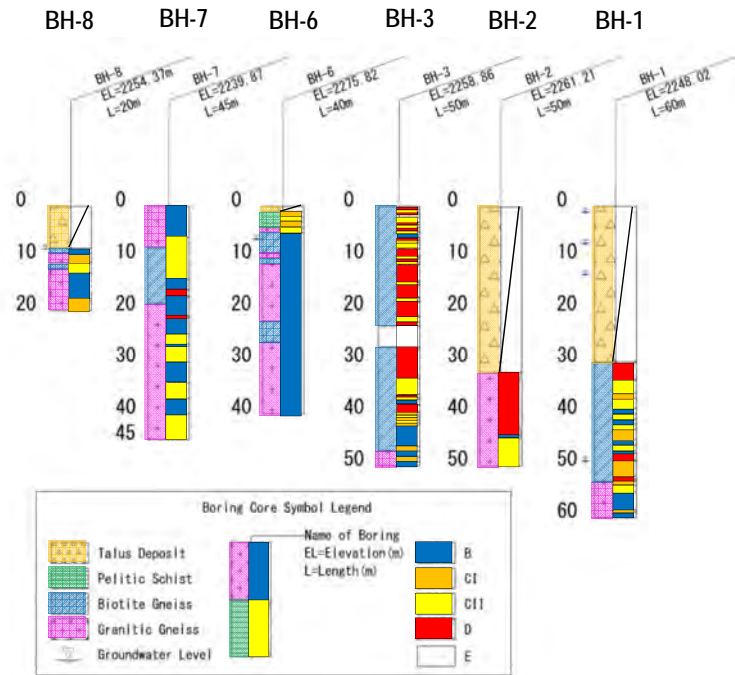 BH-8 BH-7 BH-6 BH-3 BH-2 BH-1
BH-8
EL=2254.37m
L=20m
BH-7
EL=2239.87
L=45m
BH-6
EL=2275.82
L=40m
BH-3
EL=2258.86
L=50m
BH-2
EL=2261.21
L=50m
BH-1
EL=2248.02
L=60m
0 0 0 0 0 0
10 10 10 10 10 10
20 20 20 20 20 20
30 30 30 30 30
40 40 40 40 40
45 50 50 50
60
Boring Core Symbol Legend
Talus Deposit
Pelitic Schist
Biotite Gneiss
Granitic Gneiss
Groundwater Level
Name of Boring
EL=Elevation(m)
L=Length(m)
B
CI
CII
D
E